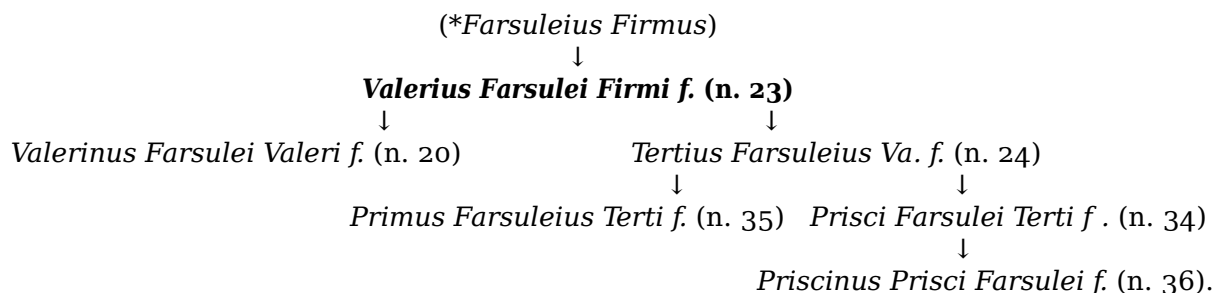 (*Farsuleius Firmus)
↓
Valerius Farsulei Firmi f. (n. 23)
↓ ↓
Valerinus Farsulei Valeri f. (n. 20) Tertius Farsuleius Va. f. (n. 24)
↓ ↓
Primus Farsuleius Terti f. (n. 35) Prisci Farsulei Terti f . (n. 34)
↓
Priscinus Prisci Farsulei f. (n. 36).